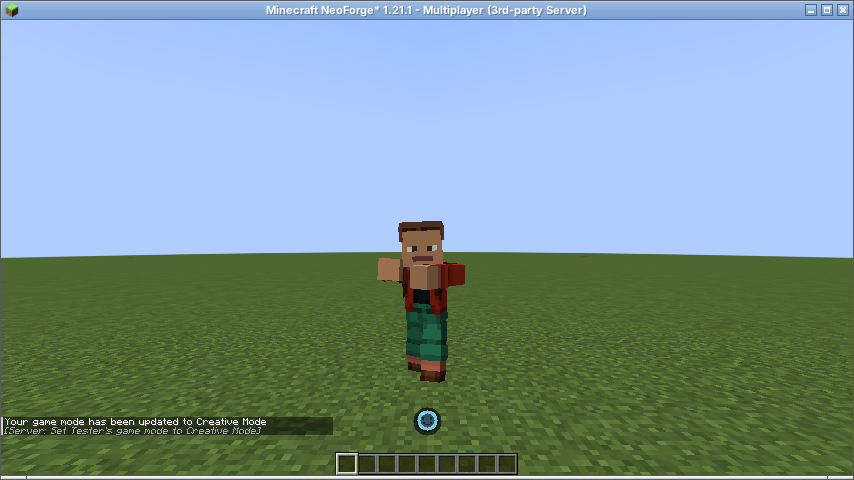 Minecraft NeoForge* 1.21.1 - Multiplayer (3rd-party Server)
Your game mode has been updated to Creative Mode
[Server: Set Tester's game mode to Creative Mode]